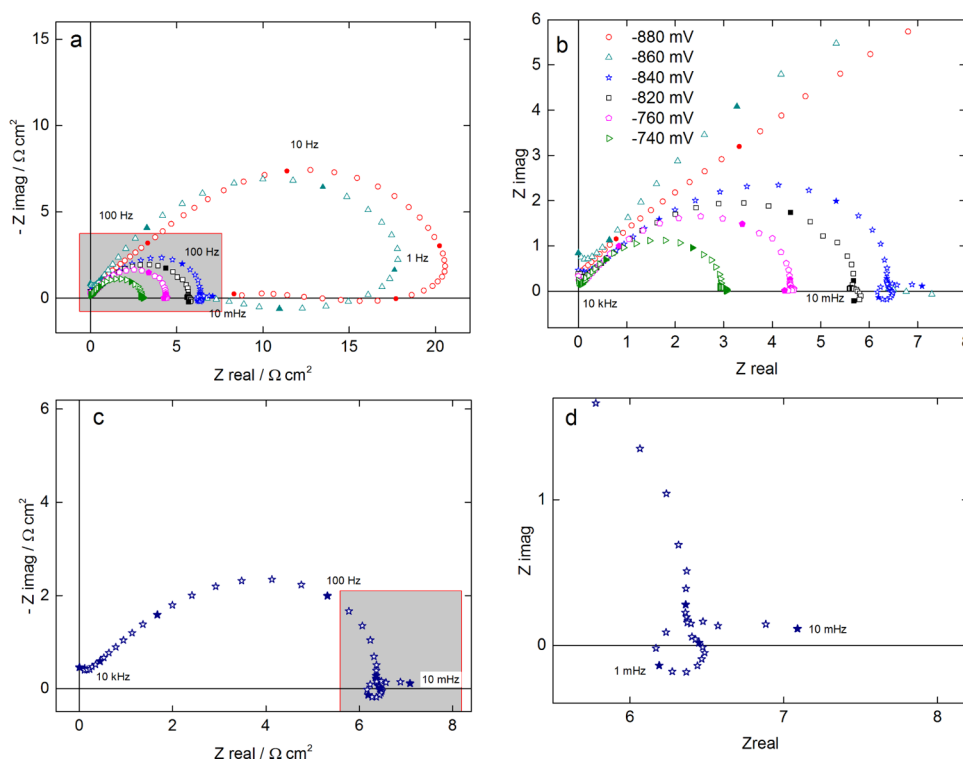 a
15
10
5
0
- Z imag / Ω cm²
10 Hz
100 Hz
100 Hz
1 Hz
10 mHz
0
5
10
15
20
Z real / Ω cm²
b
-880 mV
-860 mV
-840 mV
-820 mV
-760 mV
-740 mV
6
5
4
3
2
1
0
Z imag
10 kHz
10 mHz
0
1
2
3
4
5
6
7
8
Z real
c
6
4
2
0
- Z imag / Ω cm²
100 Hz
10 kHz
10 mHz
0
2
4
6
8
Z real / Ω cm²
d
1
0
Z imag
10 mHz
1 mHz
6
7
8
Zreal